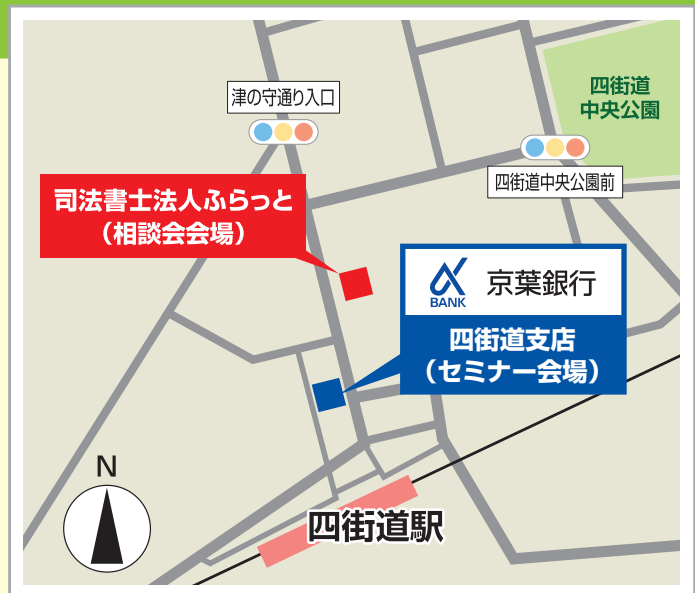 津の守通り入口
四街道
中央公園
四街道中央公園前
司法書士法人ふらっと
（相談会会場）
BANK
京葉銀行
四街道支店
（セミナー会場）
N
四街道駅